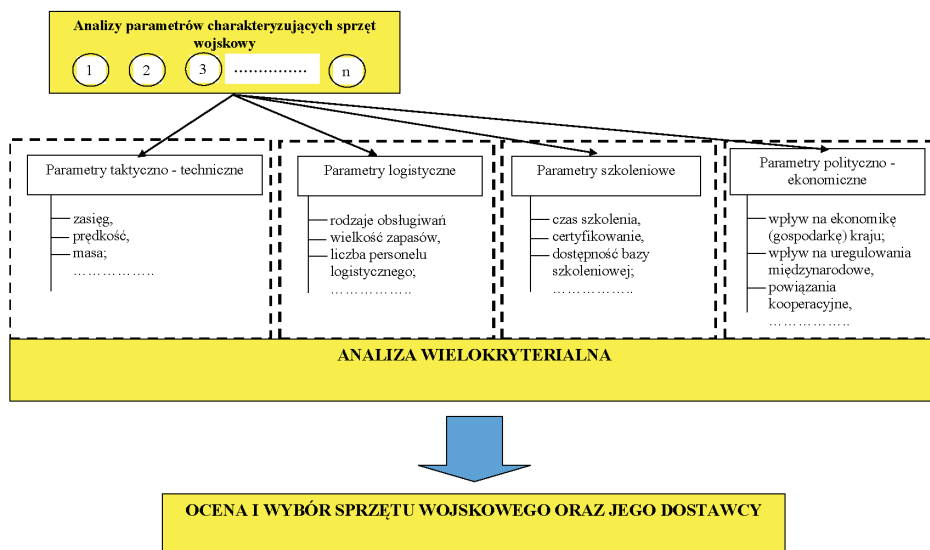 Analizy parametrów charakteryzujących sprzęt
wojskowy
1 2 3 ............... n
Parametry taktyczno - techniczne
zasięg,
prędkość,
masa;
……………..
Parametry logistyczne
rodzaje obsługiwań
wielkość zapasów,
liczba personelu
logistycznego;
……………..
Parametry szkoleniowe
czas szkolenia,
certyfikowanie,
dostępność bazy
szkoleniowej;
……………..
Parametry polityczno -
ekonomiczne
wpływ na ekonomikę
(gospodarkę) kraju;
wpływ na uregulowania
międzynarodowe,
powiązania
kooperacyjne,
……………..
ANALIZA WIELOKRYTERIALNA
OCENA I WYBÓR SPRZĘTU WOJSKOWEGO ORAZ JEGO DOSTAWCY